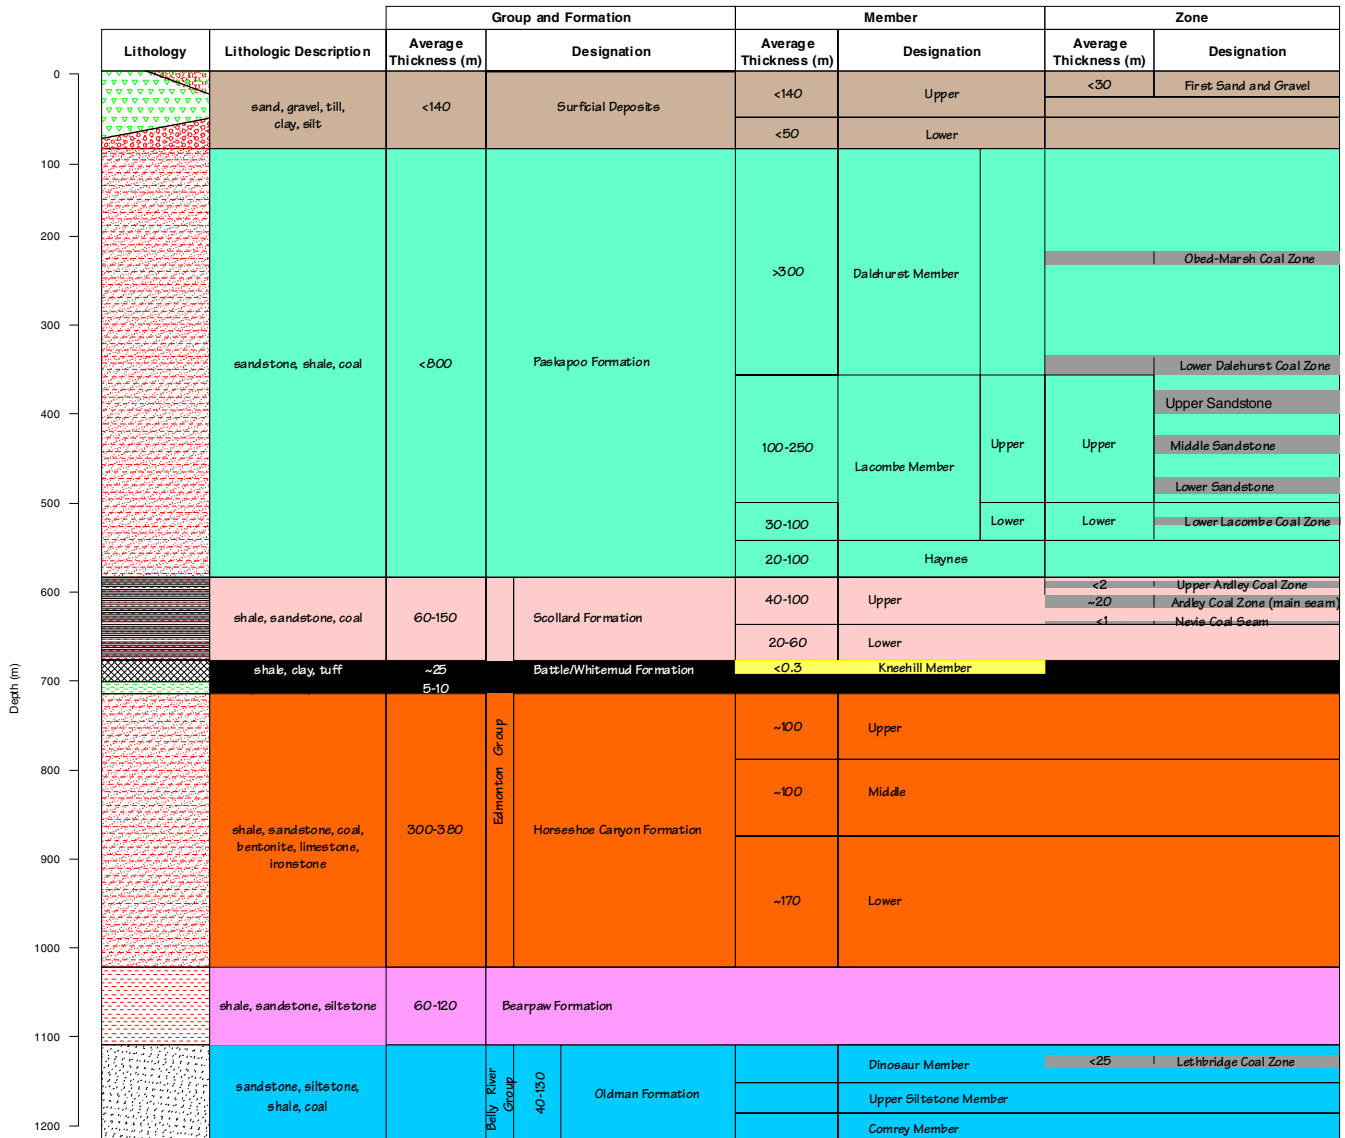 Group and Formation
Member
Zone
Lithology
Lithologic Description
Average
Thickness (m)
Designation
Average
Thickness (m)
Designation
Average
Thickness (m)
Designation
Depth (m)
0
100
200
300
400
500
600
700
800
900
1000
1100
1200
sand, gravel, till,
clay, silt
<140
Surficial Deposits
<140
Upper
<30
First Sand and Gravel
<50
Lower
sandstone, shale, coal
<800
Paskapoo Formation
>300
Dalehurst Member
Obed-Marsh Coal Zone
Lower Dalehurst Coal Zone
100-250
Lacombe Member
Upper
Upper
Upper Sandstone
Middle Sandstone
Lower Sandstone
30-100
Lower
Lower
Lower Lacombe Coal Zone
20-100
Haynes
shale, sandstone, coal
60-150
Scollard Formation
40-100
Upper
<2
Upper Ardley Coal Zone
~20
Ardley Coal Zone (main seam)
<1
Nevis Coal Seam
20-60
Lower
shale, clay, tuff
~25
5-10
Battle/Whitemud Formation
<0.3
Kneehill Member
Edmonton Group
shale, sandstone, coal,
bentonite, limestone,
ironstone
300-380
Horseshoe Canyon Formation
~100
Upper
~100
Middle
~170
Lower
shale, sandstone, siltstone
60-120
Bearpaw Formation
sandstone, siltstone,
shale, coal
Belly River
Group
40-130
Oldman Formation
Dinosaur Member
<25
Lethbridge Coal Zone
Upper Siltstone Member
Comrey Member